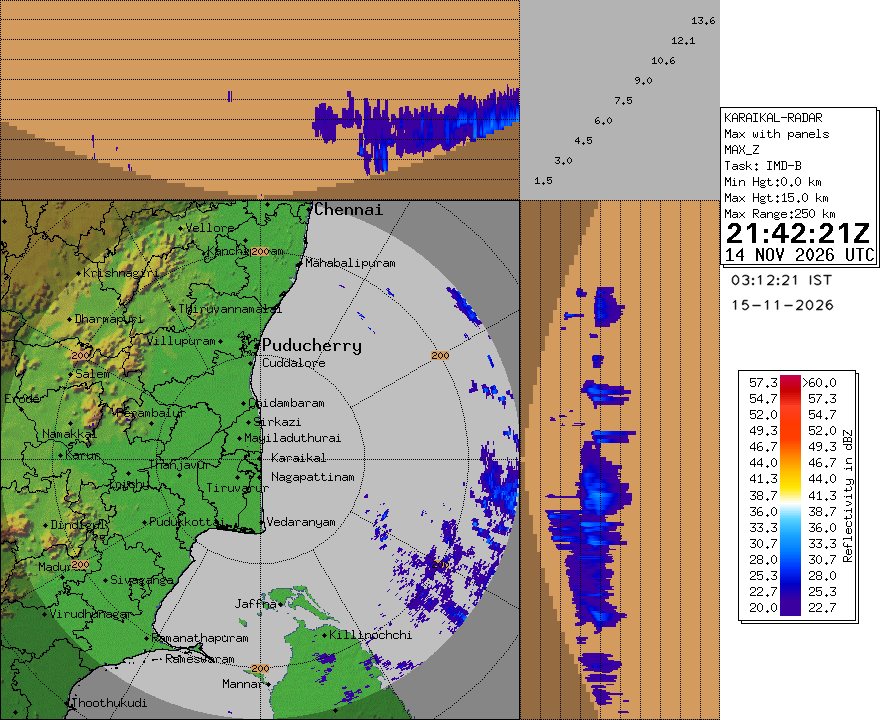 13.6
12.1
10.6
9.0
7.5
6.0
4.5
3.0
1.5
KARAIKAL-RADAR
Max with panels
MAX_Z
Task: IMD-B
Min Hgt:0.0 km
Max Hgt:15.0 km
Max Range:250 km
21:42:21Z
14 NOV 2026 UTC
03:12:21 IST
15-11-2026
Chennai
Vellore
200
Mahabalipuram
Krishnagiri
Thiruvannamalai
Dharmapuri
Villupuram
Puducherry
200
200
Cuddalore
Salem
Erode
Chidambaram
Perambalur
Sirkazi
Namakkal
Mayiladuthurai
Karur
Karaikal
Thanjavur
Nagapattinam
Tiruvarur
Dindigul
Pudukkottai
Vedaranyam
200
Madurai
Sivaganga
Jaffna
Virudhunagar
Killinochchi
Ramanathapuram
Rameswaram
200
Mannar
Thoothukudi
57.3 >60.0
54.7 57.3
52.0 54.7
49.3 52.0
46.7 49.3
44.0 46.7
41.3 44.0
38.7 41.3
36.0 38.7
33.3 36.0
30.7 33.3
28.0 30.7
25.3 28.0
22.7 25.3
20.0 22.7
Reflectivity in dBZ